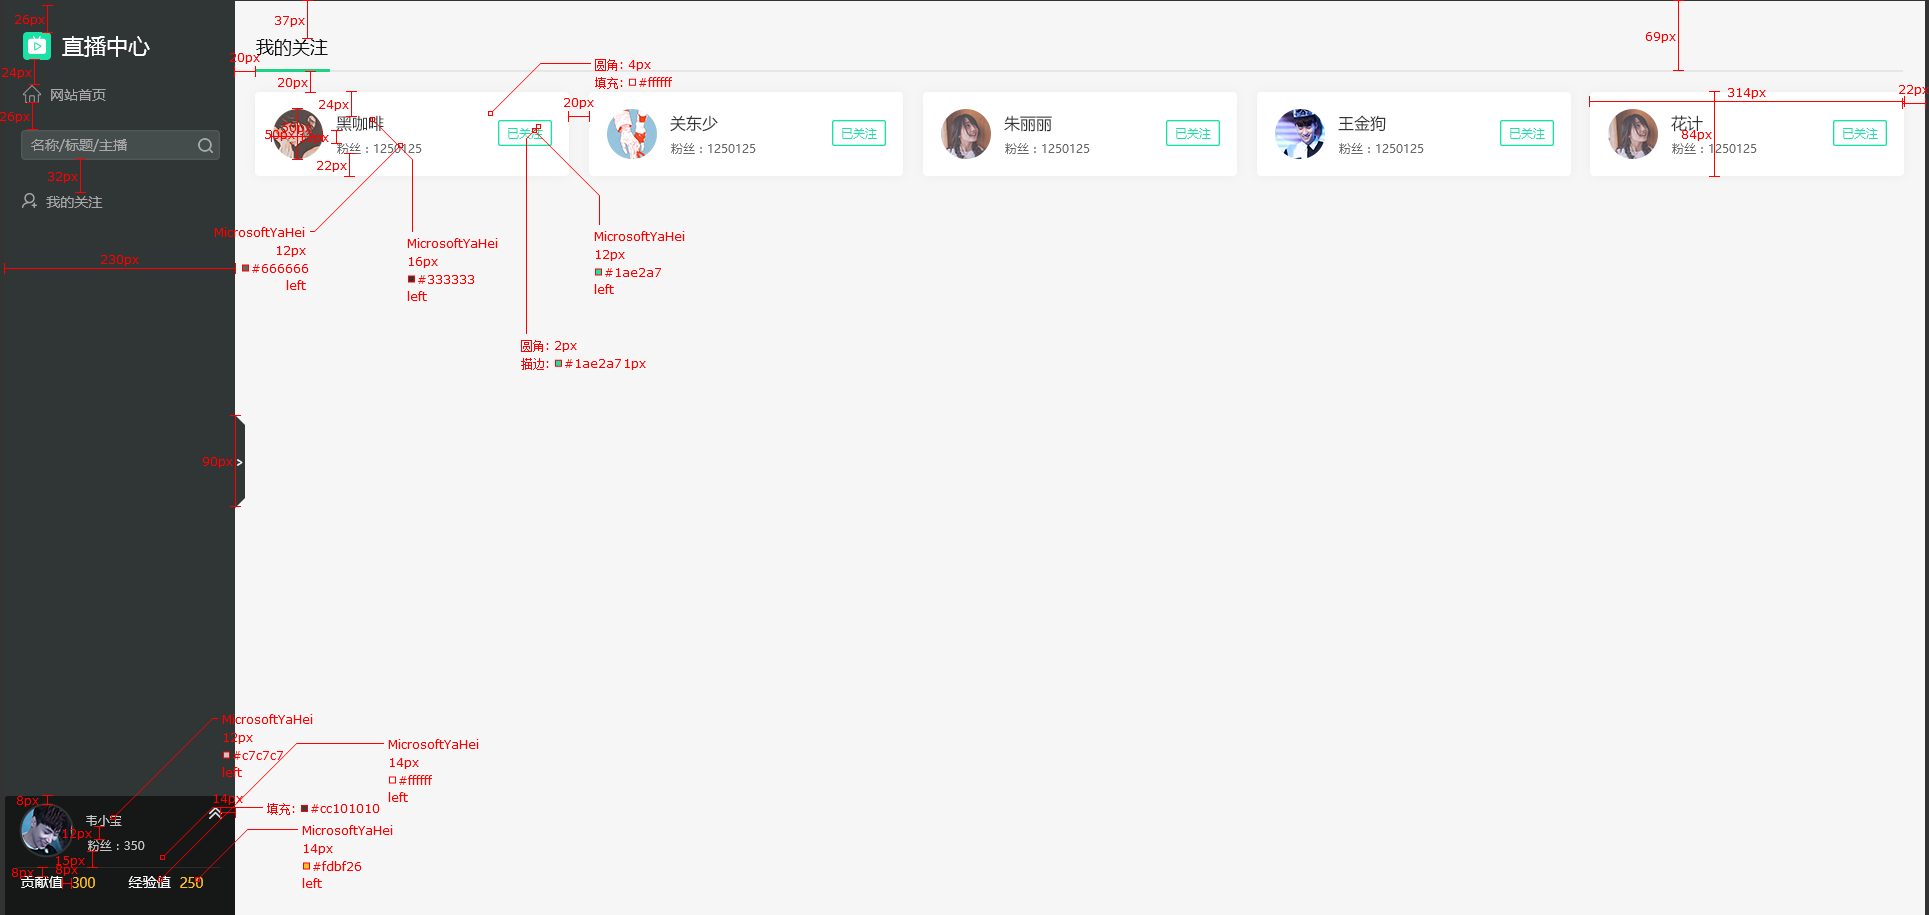 26px
直播中心
24px
网站首页
26px
名称/标题/主播
32px
我的关注
230px
90px
>
37px
我的关注
20px
20px
69px
圆角: 4px
填充: #ffffff
24px
黑咖啡
50px
50px
粉丝：1250125
22px
已关注
20px
关东少
粉丝：1250125
已关注
朱丽丽
粉丝：1250125
已关注
王金狗
粉丝：1250125
已关注
314px
22px
84px
花计
粉丝：1250125
已关注
MicrosoftYaHei
12px
#666666
left
MicrosoftYaHei
16px
#333333
left
MicrosoftYaHei
12px
#1ae2a7
left
圆角: 2px
描边: #1ae2a71px
MicrosoftYaHei
12px
#c7c7c7
left
MicrosoftYaHei
14px
#ffffff
left
14px
填充: #cc101010
MicrosoftYaHei
14px
#fdbf26
left
8px
韦小宝
12px
粉丝：350
15px
8px
8px
贡献值 300
经验值 250